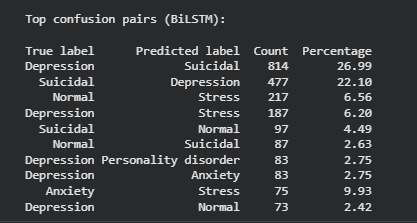 Top confusion pairs (BiLSTM):
True label Predicted label Count Percentage
Depression Suicidal 814 26.99
Suicidal Depression 477 22.10
Normal Stress 217 6.56
Depression Stress 187 6.20
Suicidal Normal 97 4.49
Normal Suicidal 87 2.63
Depression Personality disorder 83 2.75
Depression Anxiety 83 2.75
Anxiety Stress 75 9.93
Depression Normal 73 2.42